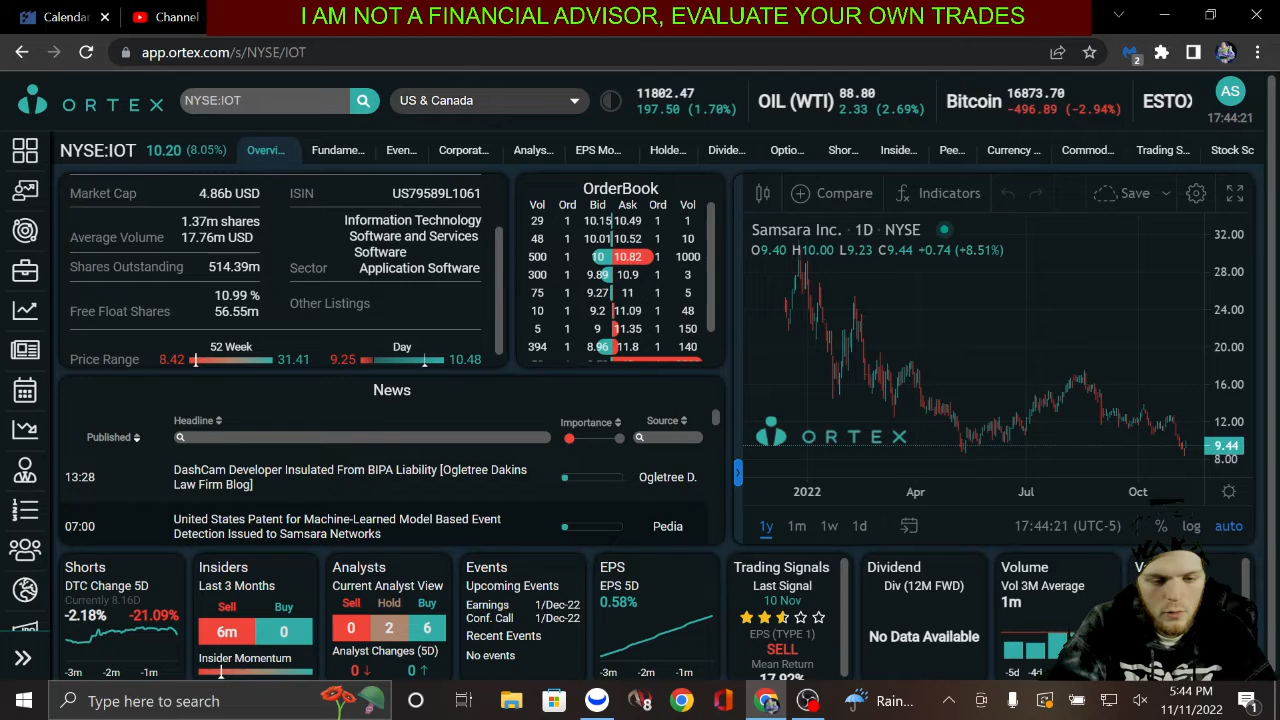 I AM NOT A FINANCIAL ADVISOR, EVALUATE YOUR OWN TRADES
Calendar
Channel
app.ortex.com/s/NYSE/IOT
2
ORTEX
NYSE:IOT
US & Canada
11802.47
197.50 (1.70%)
OIL (WTI) 88.80
2.33 (2.69%)
Bitcoin 16873.70
-496.89 (-2.94%)
ESTO
AS
17:44:21
NYSE:IOT 10.20 (8.05%)
Overvi...
Fundame...
Even...
Corporat...
Analys...
EPS Mo...
Holde...
Divide...
Optio...
Shor...
Inside...
Pee...
Currency ...
Commod...
Trading S...
Stock Sc
Market Cap 4.86b USD
Average Volume 1.37m shares
17.76m USD
Shares Outstanding 514.39m
Free Float Shares 10.99 %
56.55m
ISIN US79589L1061
Sector Information Technology
Software and Services
Software
Application Software
Other Listings
Price Range 8.42 52 Week 31.41 9.25 Day 10.48
OrderBook
Vol Ord Bid Ask Ord Vol
29 1 10.15 10.49 1 1
48 1 10.01 10.52 1 10
500 1 10 10.82 1 1000
300 1 9.89 10.9 1 3
75 1 9.27 11 1 5
10 1 9.2 11.09 1 48
5 1 9 11.35 1 150
394 1 8.96 11.8 1 140
Compare
Indicators
Save
Samsara Inc. · 1D · NYSE
O9.40 H10.00 L9.23 C9.44 +0.74 (+8.51%)
32.00
28.00
24.00
20.00
16.00
12.00
9.44
8.00
ORTEX
2022 Apr Jul Oct
1y 1m 1w 1d
17:44:21 (UTC-5) % log auto
News
Published Headline Importance Source
13:28 DashCam Developer Insulated From BIPA Liability [Ogletree Dakins
Law Firm Blog] Ogletree D.
07:00 United States Patent for Machine-Learned Model Based Event
Detection Issued to Samsara Networks Pedia
Shorts
DTC Change 5D
Currently 8.16D
-2.18% -21.09%
-3m -2m -1m
Insiders
Last 3 Months
Sell Buy
6m 0
Insider Momentum
Analysts
Current Analyst View
Sell Hold Buy
0 2 6
Analyst Changes (5D)
0↓ 0↑
Events
Upcoming Events
Earnings 1/Dec-22
Conf. Call 1/Dec-22
Recent Events
No events
EPS
EPS 5D
0.58%
-3m -2m -1m
Trading Signals
Last Signal
10 Nov
EPS (TYPE 1)
SELL
Mean Return
17.92%
Dividend
Div (12M FWD)
No Data Available
Volume
Vol 3M Average
1m
-5d -4d
Type here to search
8
Rain...
5:44 PM
11/11/2022
1